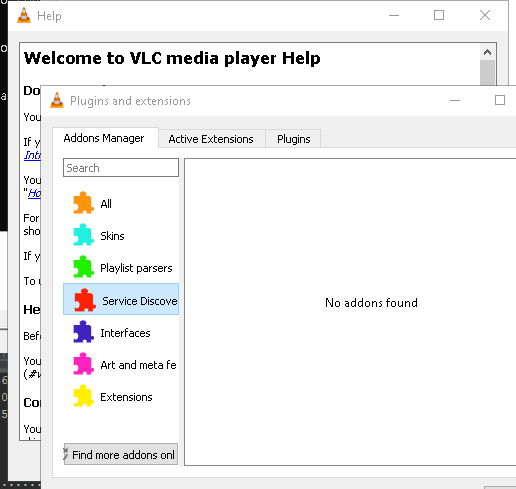 Help
Welcome to VLC media player Help
Plugins and extensions
Addons Manager
Active Extensions
Plugins
Search
All
Skins
Playlist parsers
Service Discove
Interfaces
Art and meta fe
Extensions
Find more addons onl
No addons found
Do
You
If y
Int
You
"Ho
For
sho
If y
To u
He
Befo
You
(#v
Co
You